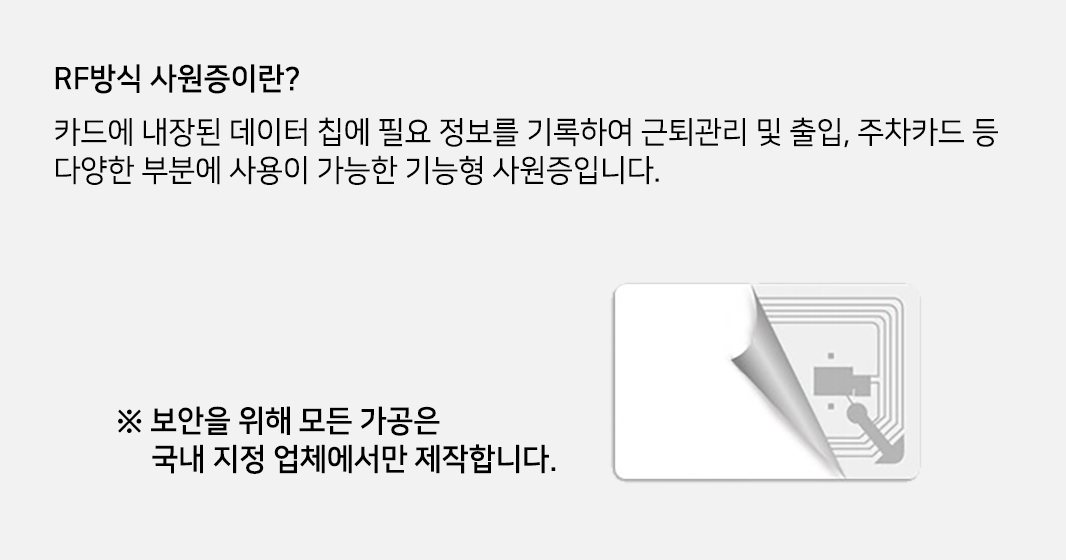 RF방식 사원증이란?
카드에 내장된 데이터 칩에 필요 정보를 기록하여 근퇴관리 및 출입, 주차카드 등
다양한 부분에 사용이 가능한 기능형 사원증입니다.
※ 보안을 위해 모든 가공은
국내 지정 업체에서만 제작합니다.